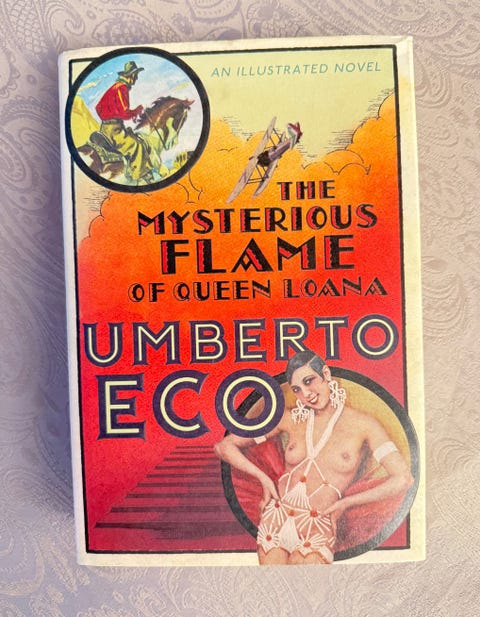 AN ILLUSTRATED NOVEL
THE
MYSTERIOUS
FLAME
OF QUEEN LOANA
UMBERTO
ECO